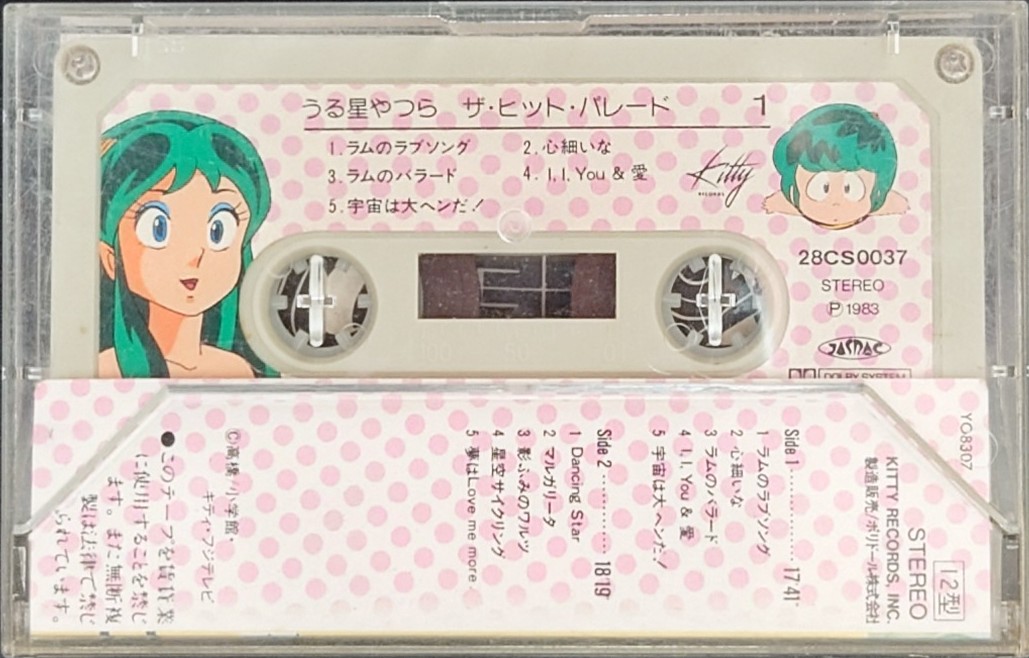 うる星やつら ザ・ヒット・パレード 1
1.ラムのラブソング 2.心細いな
3.ラムのバラード 4. I, I, You & 愛
5.宇宙は大ヘンだ!
Kitty
RECORDS
28CS0037
STEREO
Ⓟ1983
JASRAC
DOLBY SYSTEM
YO8307
12型
STEREO
KITTY RECORDS, INC.
製造販売/ポリドール株式会社
Side 1 17'41"
1 ラムのラブソング
2 心細いな
3 ラムのバラード
4 I, I, You & 愛
5 宇宙は大ヘンだ!
Side 2 18'19"
1 Dancing Star
2 マルガリータ
3 影ふみのワルツ
4 星空サイクリング
5 夢はLove me more
©高橋/小学館
キティ・フジテレビ
●このテープを賃貸業
に使用することを禁じ
ます。また無断複
製は法律で禁じ
られています。